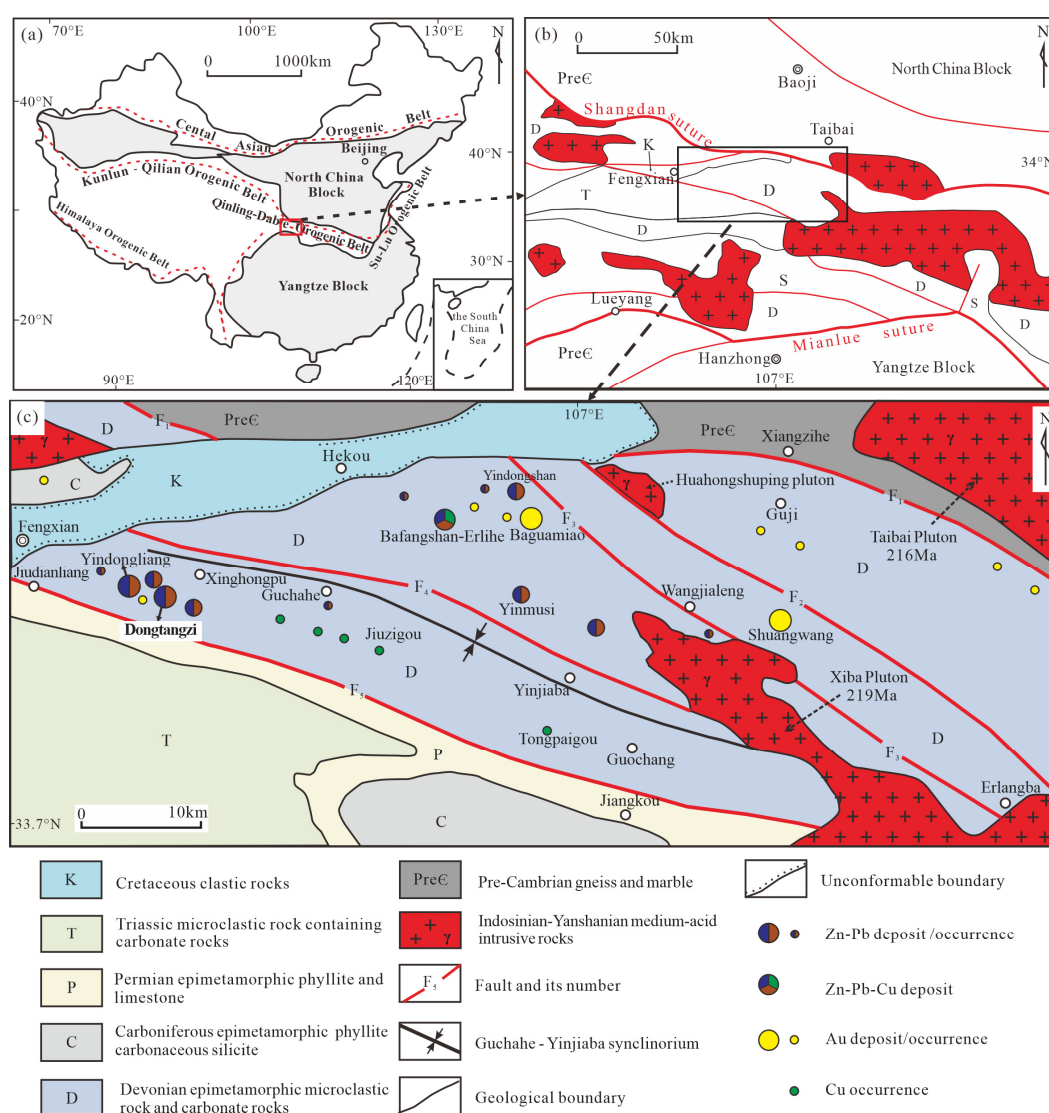 (a)
70°E
100°E
130°E
N
0
1000km
40°N
Cental
Asian
Orogenic
Belt
Beijing
North China
Block
Kunlun - Qilian Orogenic Belt
Qinling-Dabie Orogenic Belt
Su-Lu Orogenic Belt
Himalaya Orogenic Belt
Yangtze Block
40°N
30°N
20°N
the South
China
Sea
90°E
120°E
(b)
0
50km
N
PreЄ
Baoji
North China Block
Shangdan suture
Taibai
D
K
Fengxian
34°N
T
D
D
S
D
Lueyang
D
S
D
PreЄ
Mianlue suture
Hanzhong
Yangtze Block
107°E
(c)
107°E
N
D
F₁
PreЄ
PreЄ
Xiangzihe
γ
γ
C
K
Hekou
Yindongshan
γ
Huahongshuping pluton
F₁
Guji
Taibai Pluton
216Ma
Fengxian
D
Bafangshan-Erlihe
Baguamiao
F₃
Yindongliang
Jiudianliang
Xinghongpu
Guchahe
F₄
Yinmusi
Wangjialeng
F₂
Shuangwang
Dongtangzi
Jiuzigou
D
F₅
Yinjiaba
γ
Xiba Pluton
219Ma
T
P
Tongpaigou
Guochang
D
F₃
Erlangba
0
10km
33.7°N
C
Jiangkou
K
Cretaceous clastic rocks
T
Triassic microclastic rock containing
carbonate rocks
P
Permian epimetamorphic phyllite and
limestone
C
Carboniferous epimetamorphic phyllite
carbonaceous silicite
D
Devonian epimetamorphic microclastic
rock and carbonate rocks
PreЄ
Pre-Cambrian gneiss and marble
γ
Indosinian-Yanshanian medium-acid
intrusive rocks
F₅
Fault and its number
Guchahe - Yinjiaba synclinorium
Geological boundary
Unconformable boundary
Zn-Pb deposit/occurrence
Zn-Pb-Cu deposit
Au deposit/occurrence
Cu occurrence